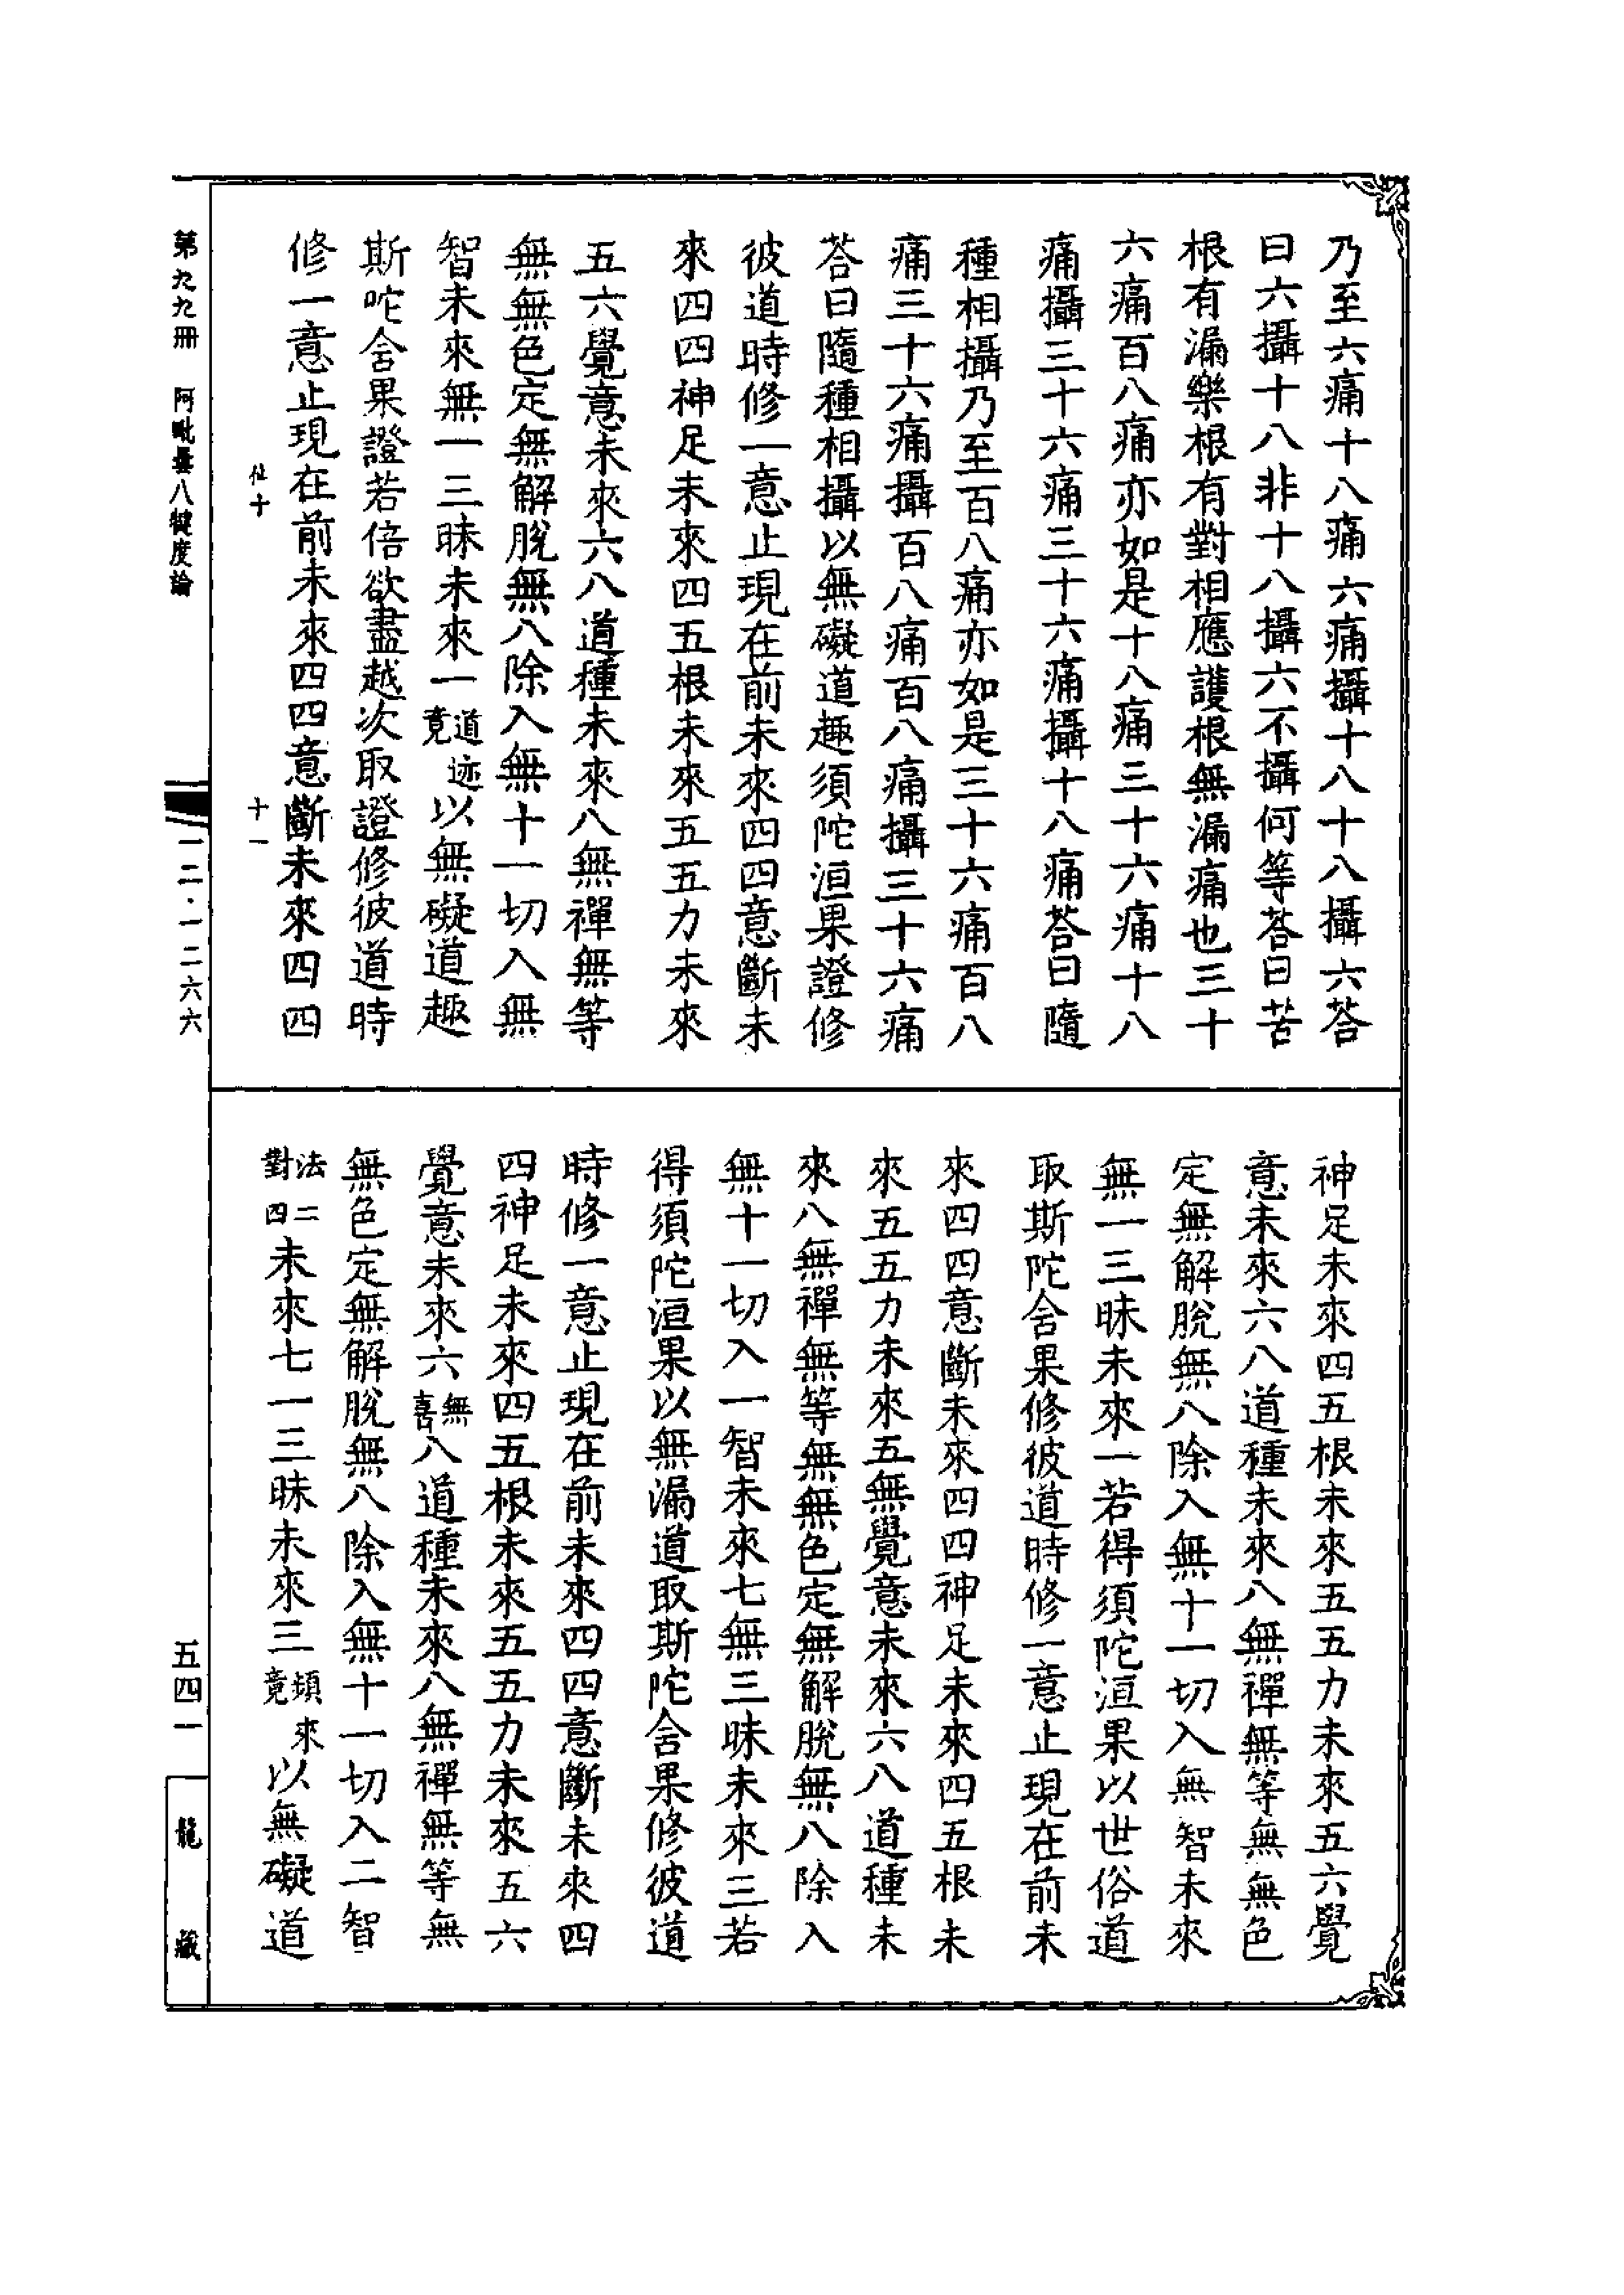 乃至六痛十八痛六痛攝十八十八攝六荅
曰六攝十八非十八攝六不攝何等荅曰苦
根有漏樂根有對相應護根無漏痛也三十
六痛百八痛亦如是十八痛三十六痛十八
痛攝三十六痛三十六痛攝十八痛荅曰隨
種相攝乃至百八痛亦如是三十六痛百八
痛三十六痛攝百八痛百八痛攝三十六痛
荅曰隨種相攝以無礙道趣須陀洹果證修
彼道時修一意止現在前未來四四意斷未
來四四神足未來四五根未來五五力未來
五六覺意未來六八道種未來八無禪無等
無無色定無解脫無八除入無十一切入無
智未來無一三昧未來一道迹竟以無礙道趣
斯陀舍果證若倍欲盡越次取證修彼道時
修一意止現在前未來四四意斷未來四四
神足未來四五根未來五五力未來五六覺
意未來六八道種未來八無禪無等無無色
定無解脫無八除入無十一切入無智未來
無一三昧未來一若得須陀洹果以世俗道
取斯陀舍果修彼道時修一意止現在前未
來四四意斷未來四四神足未來四五根未
來五五力未來五無覺意未來六八道種未
來八無禪無等無無色定無解脫無八除入
無十一切入一智未來七無三昧未來三若
得須陀洹果以無漏道取斯陀舍果修彼道
時修一意止現在前未來四四意斷未來四
四神足未來四五根未來五五力未來五六
覺意未來六無喜八道種未來八無禪無等無
無色定無解脫無八除入無十一切入二智
法二對四未來七一三昧未來三頻來竟以無礙道
第九九冊　阿毗曇八犍度論
仕十　十一
一二·一二六六
五四一
龍藏